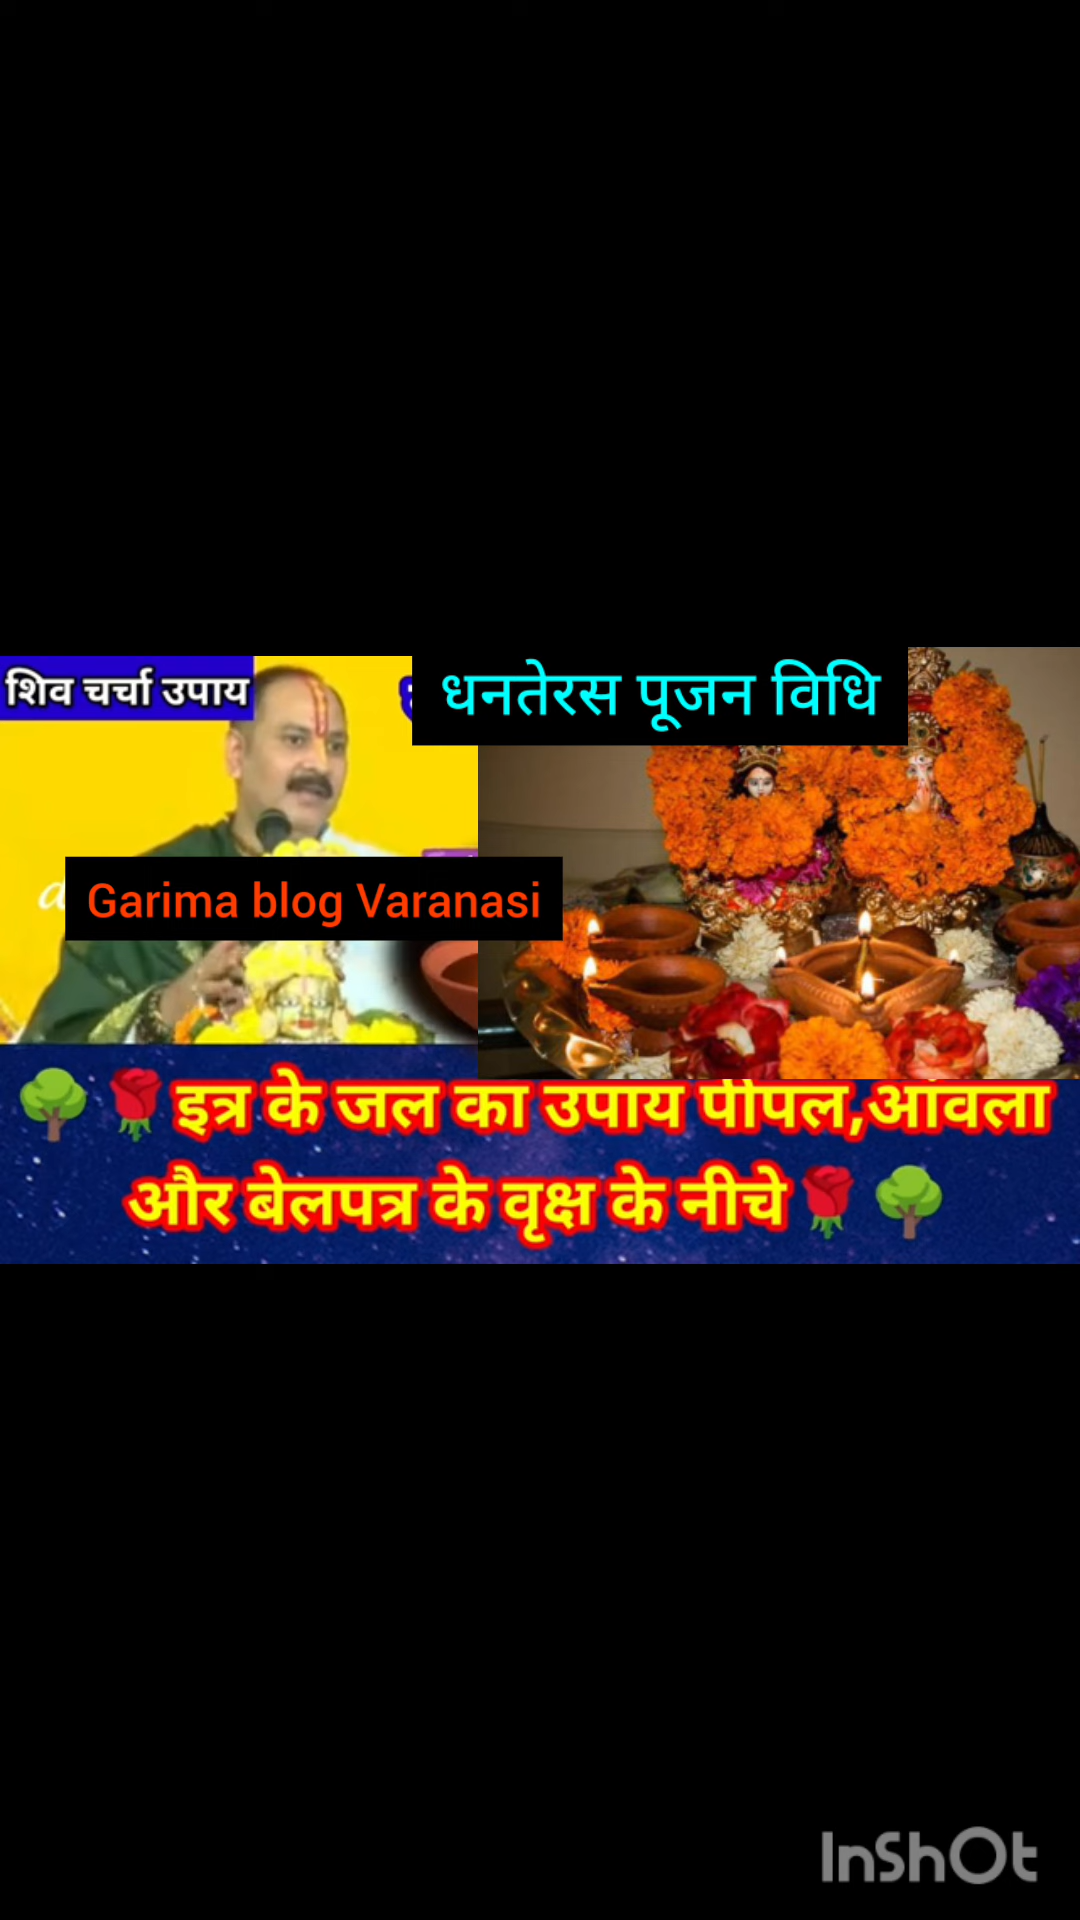 शिव चर्चा उपाय
धनतेरस पूजन विधि
Garima blog Varanasi
इत्र के जल का उपाय पीपल,आंवला
और बेलपत्र के वृक्ष के नीचे
InShOt